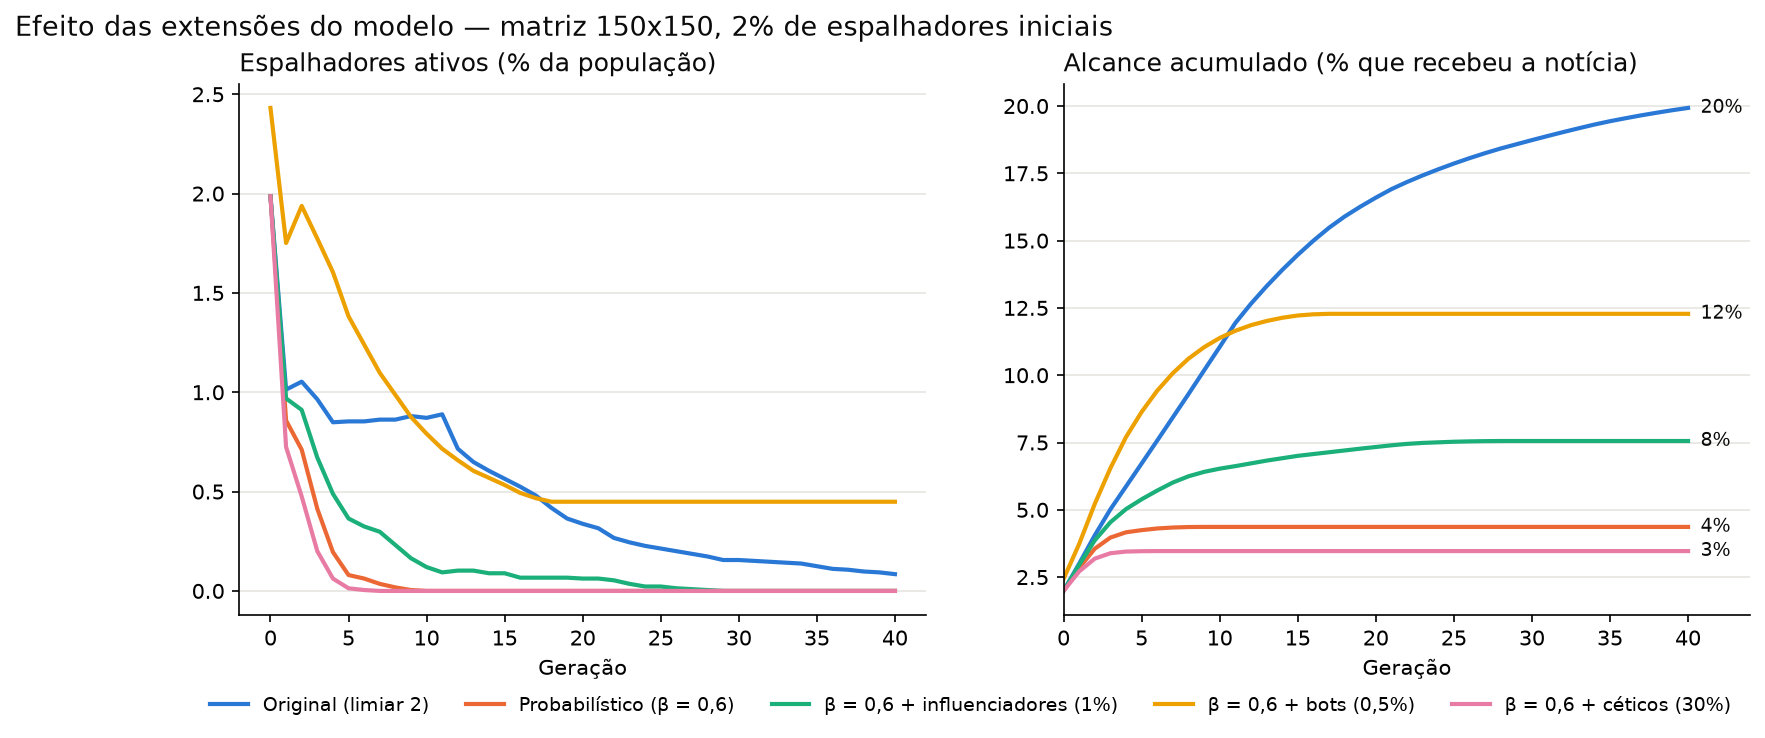 Efeito das extensões do modelo — matriz 150x150, 2% de espalhadores iniciais
Espalhadores ativos (% da população)
2.5
2.0
1.5
1.0
0.5
0.0
0 5 10 15 20 25 30 35 40
Geração
Alcance acumulado (% que recebeu a notícia)
20.0
17.5
15.0
12.5
10.0
7.5
5.0
2.5
20%
12%
8%
4%
3%
0 5 10 15 20 25 30 35 40
Geração
Original (limiar 2) Probabilístico (β = 0,6) β = 0,6 + influenciadores (1%) β = 0,6 + bots (0,5%) β = 0,6 + céticos (30%)